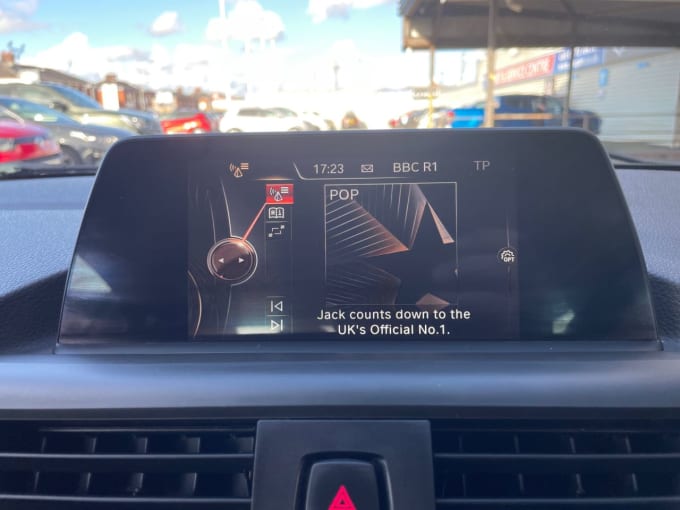 17:23 BBC R1 TP
POP
OPT
Jack counts down to the
UK's Official No.1.